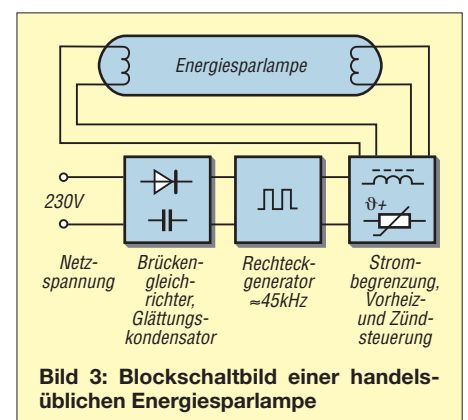 Energiesparlampe
230V
ϑ+
Netz-
spannung
Brücken-
gleich-
richter,
Glättungs-
kondensator
Rechteck-
generator
≈45kHz
Strom-
begrenzung,
Vorheiz-
und Zünd-
steuerung
Bild 3: Blockschaltbild einer handels-
üblichen Energiesparlampe